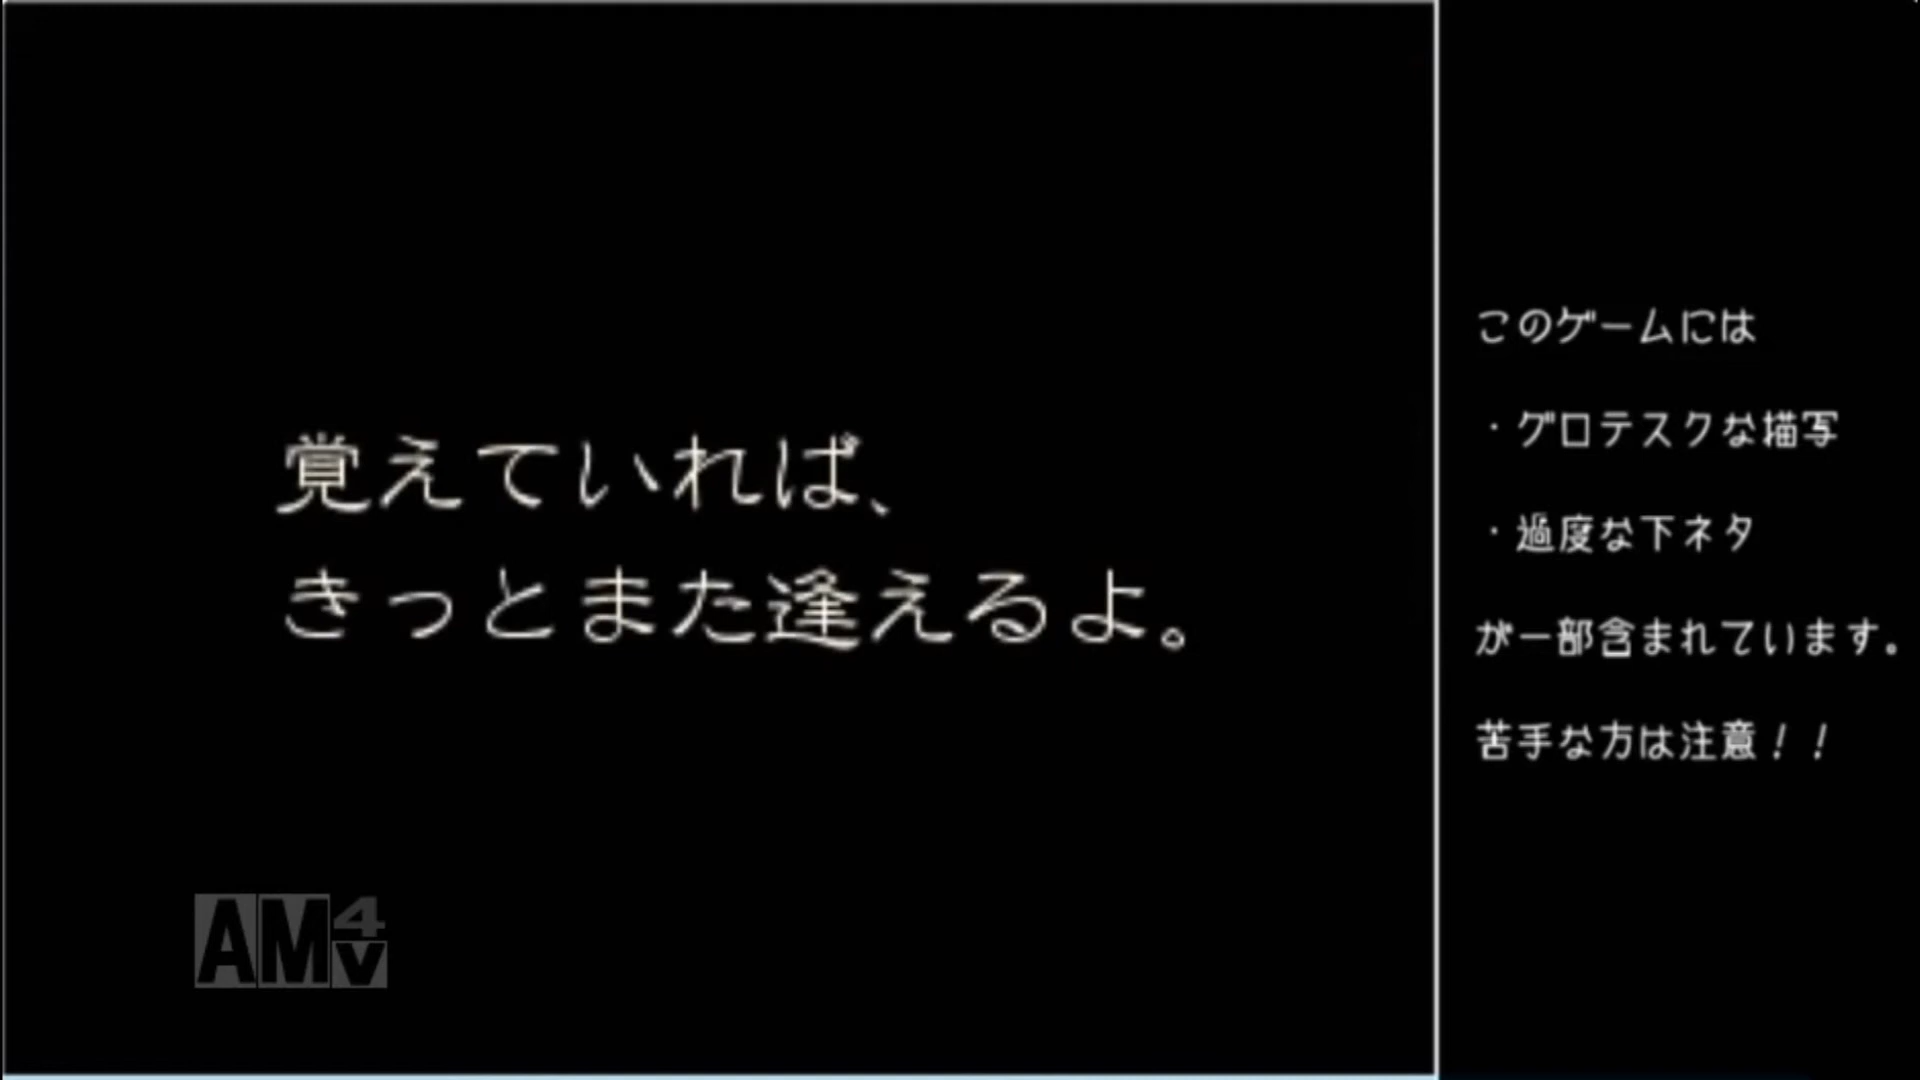 覚えていれば、
きっとまた逢えるよ。
このゲームには
・グロテスクな描写
・過度な下ネタ
が一部含まれています。
苦手な方は注意！！
AM4v